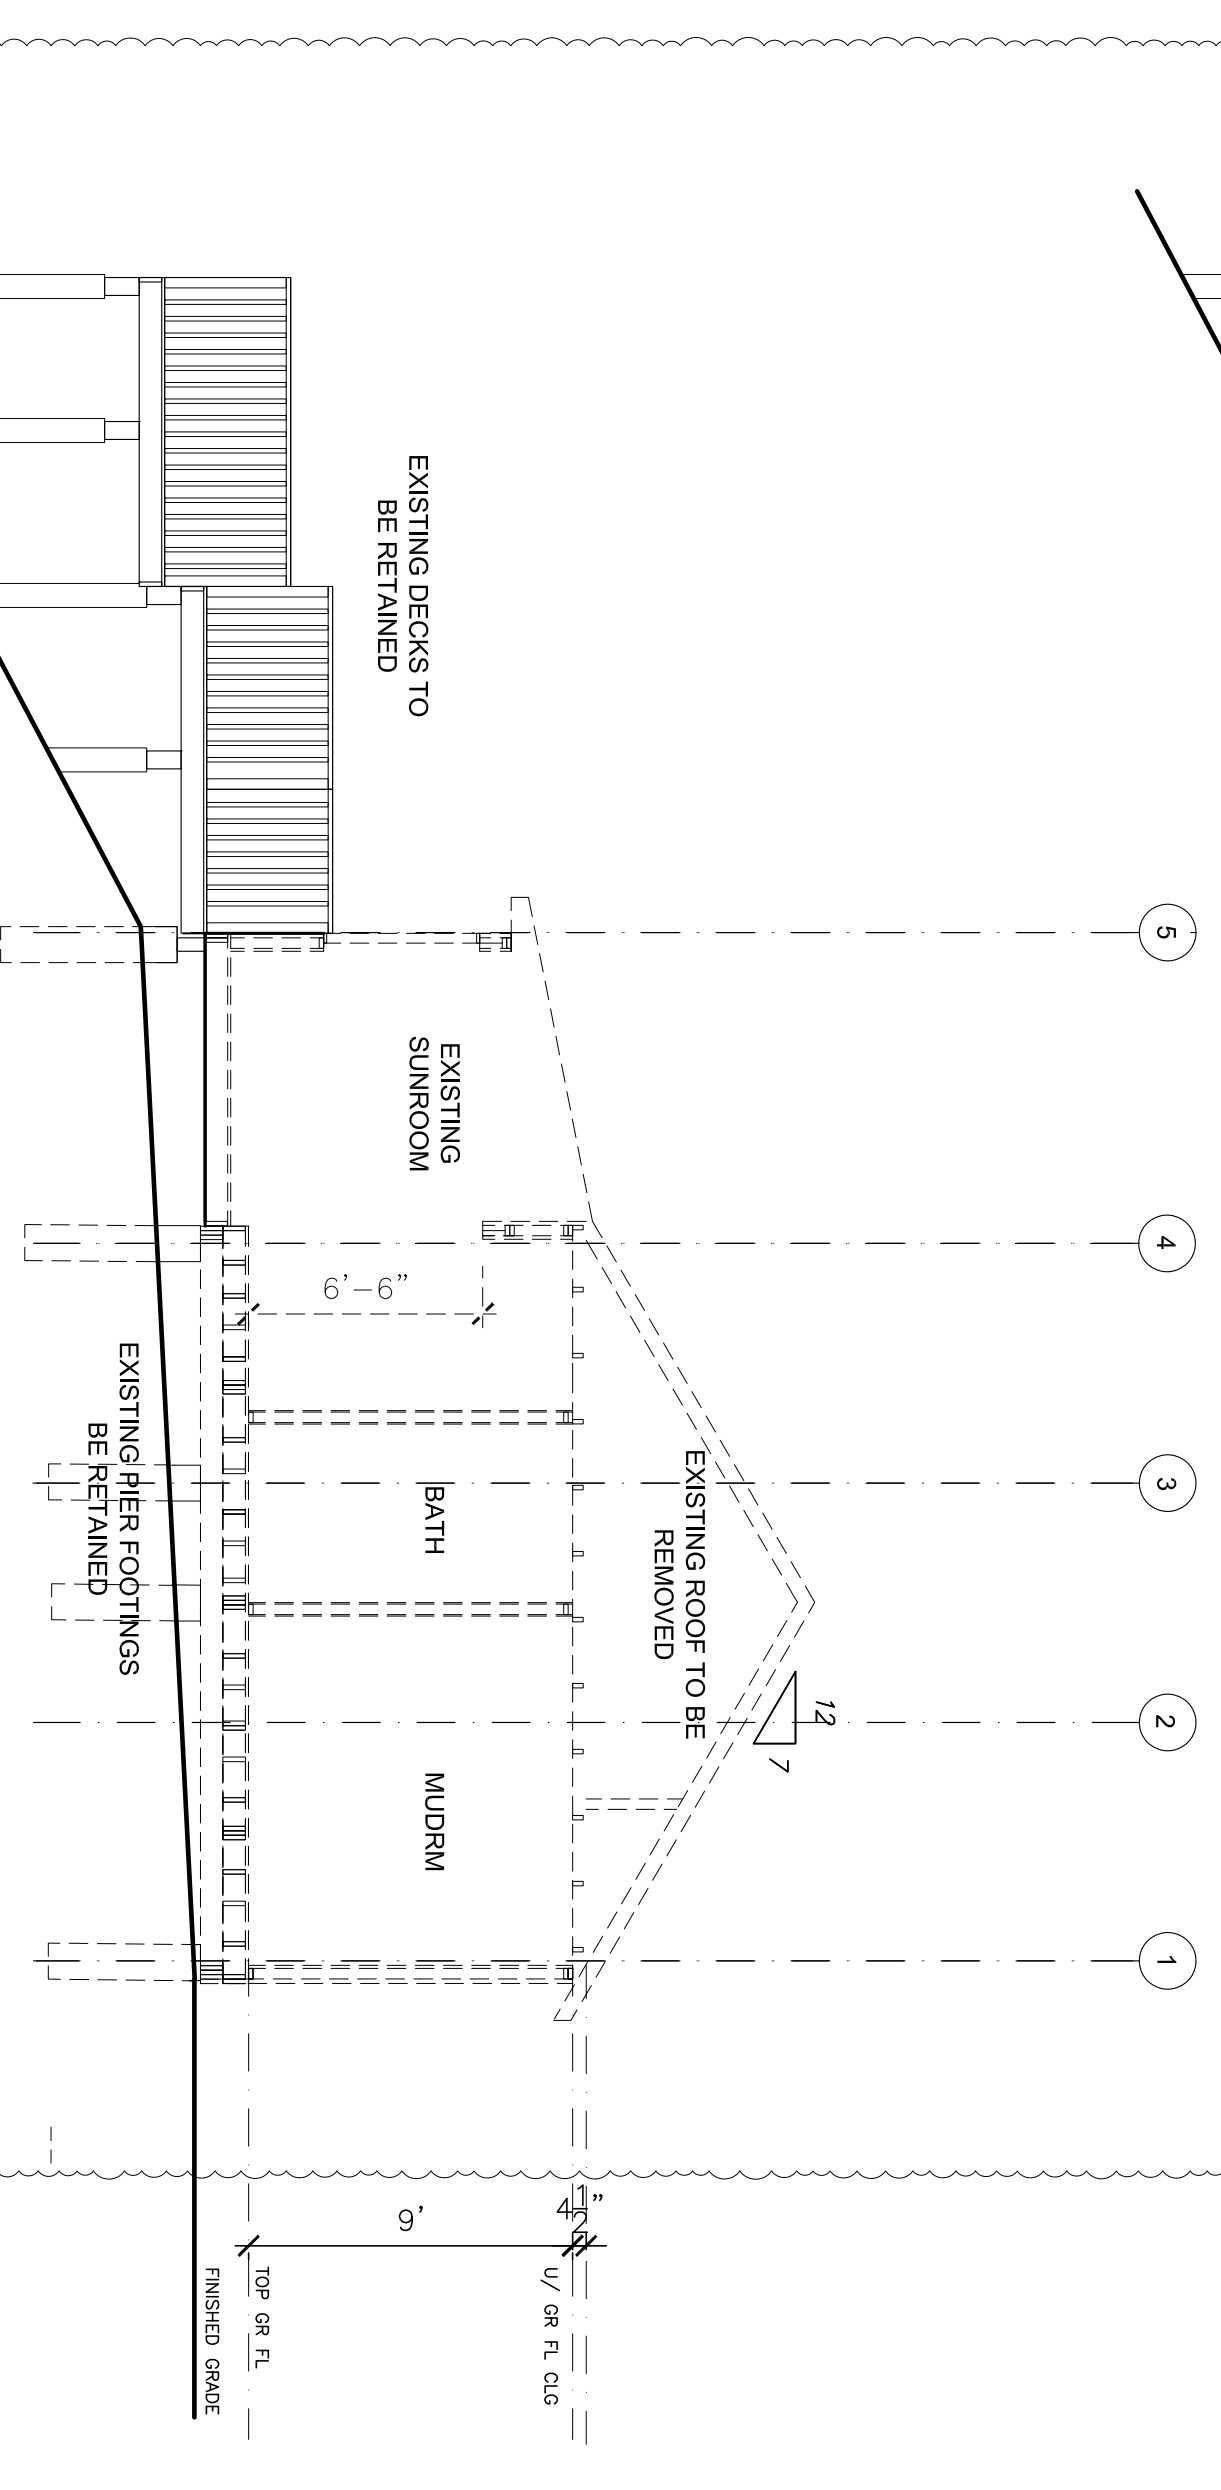 5
4
3
2
1
12
7
EXISTING DECKS TO
BE RETAINED
EXISTING
SUNROOM
EXISTING ROOF TO BE
REMOVED
6'-6"
BATH
MUDRM
EXISTING PIER FOOTINGS
BE RETAINED
4 1/2"
9'
U/ GR FL CLG
TOP GR FL
FINISHED GRADE